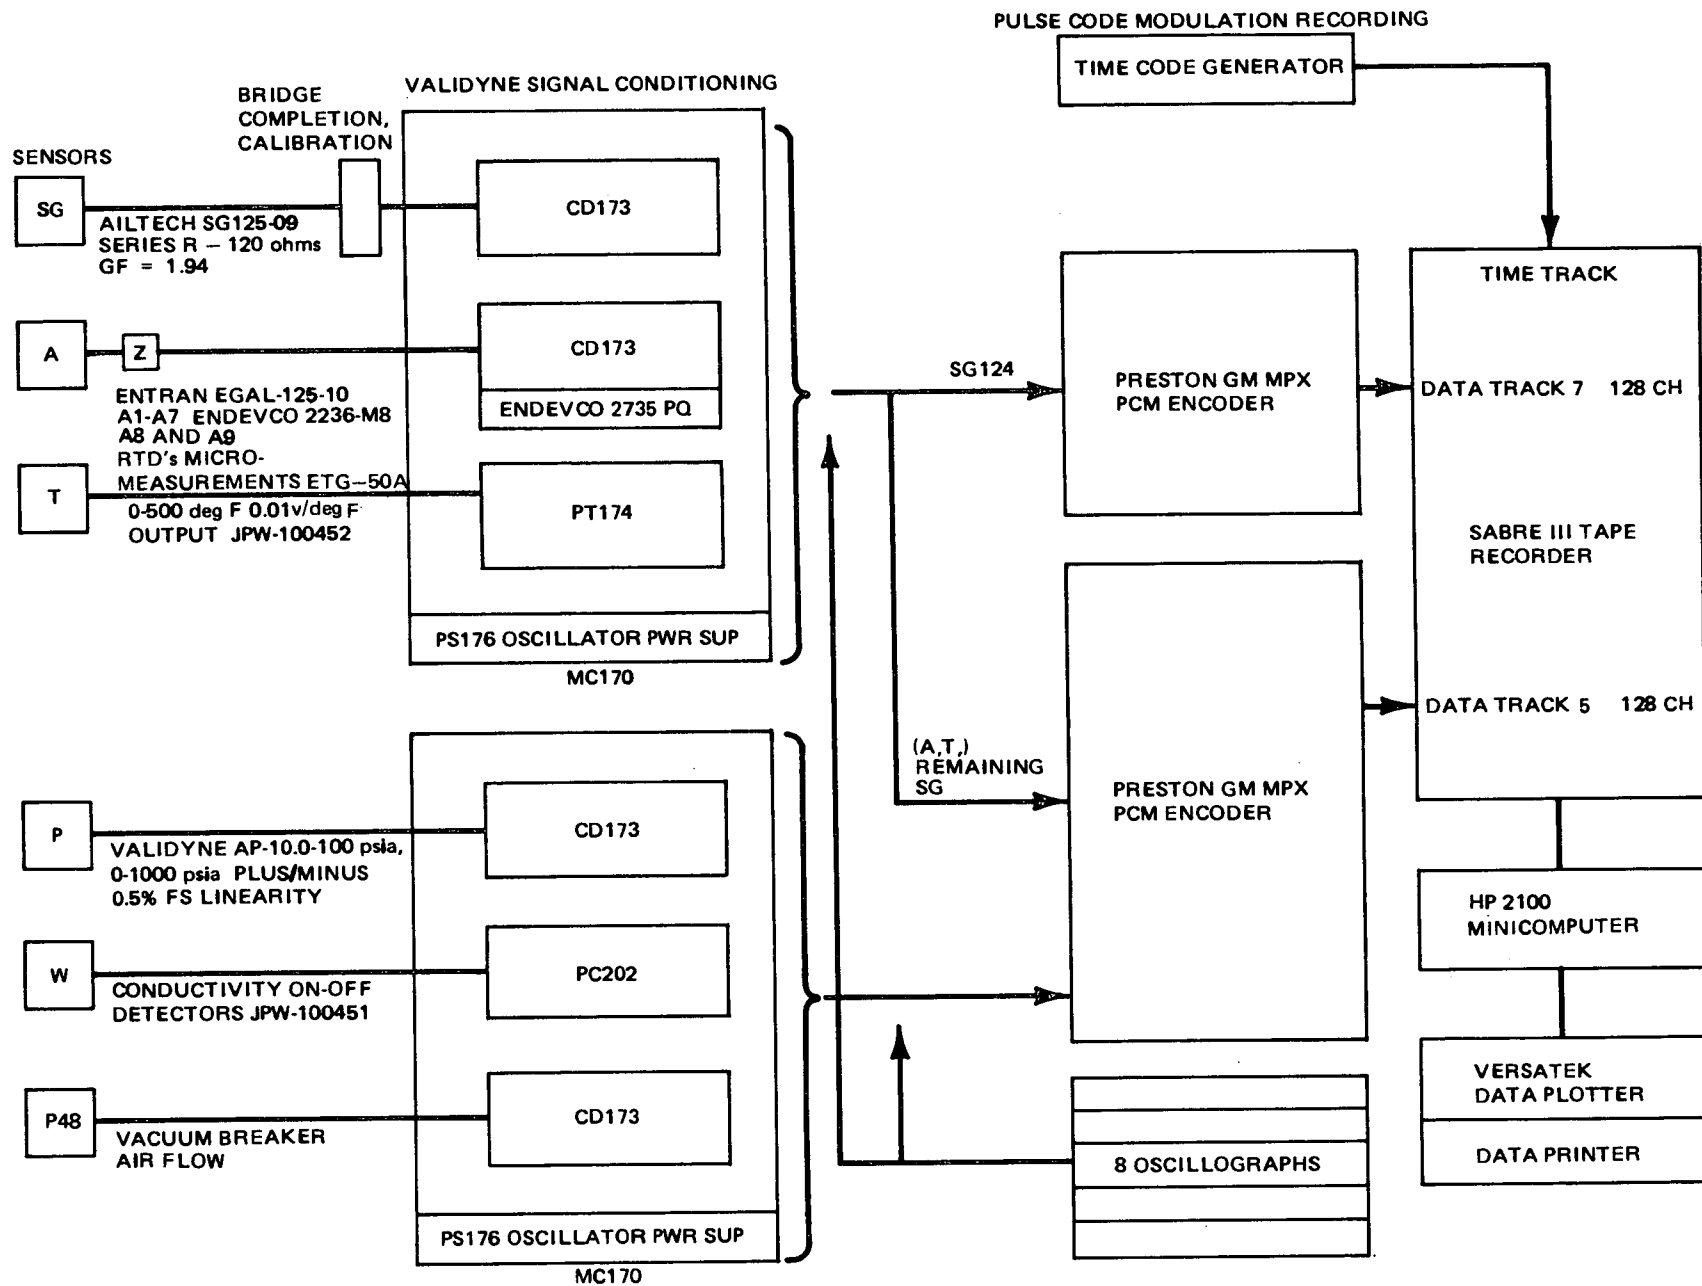 PULSE CODE MODULATION RECORDING
TIME CODE GENERATOR
VALIDYNE SIGNAL CONDITIONING
BRIDGE
COMPLETION,
CALIBRATION
SENSORS
SG
AILTECH SG125-09
SERIES R – 120 ohms
GF = 1.94
CD173
A
Z
ENTRAN EGAL-125-10
A1-A7 ENDEVCO 2236-M8
A8 AND A9
RTD's MICRO-
MEASUREMENTS ETG–50A
0-500 deg F 0.01v/deg F
OUTPUT JPW-100452
CD173
ENDEVCO 2735 PQ
T
PT174
PS176 OSCILLATOR PWR SUP
MC170
P
VALIDYNE AP-10.0-100 psia,
0-1000 psia PLUS/MINUS
0.5% FS LINEARITY
CD173
W
CONDUCTIVITY ON-OFF
DETECTORS JPW-100451
PC202
P48
VACUUM BREAKER
AIR FLOW
CD173
PS176 OSCILLATOR PWR SUP
MC170
SG124
PRESTON GM MPX
PCM ENCODER
(A,T,)
REMAINING
SG
PRESTON GM MPX
PCM ENCODER
8 OSCILLOGRAPHS
TIME TRACK
DATA TRACK 7 128 CH
SABRE III TAPE
RECORDER
DATA TRACK 5 128 CH
HP 2100
MINICOMPUTER
VERSATEK
DATA PLOTTER
DATA PRINTER